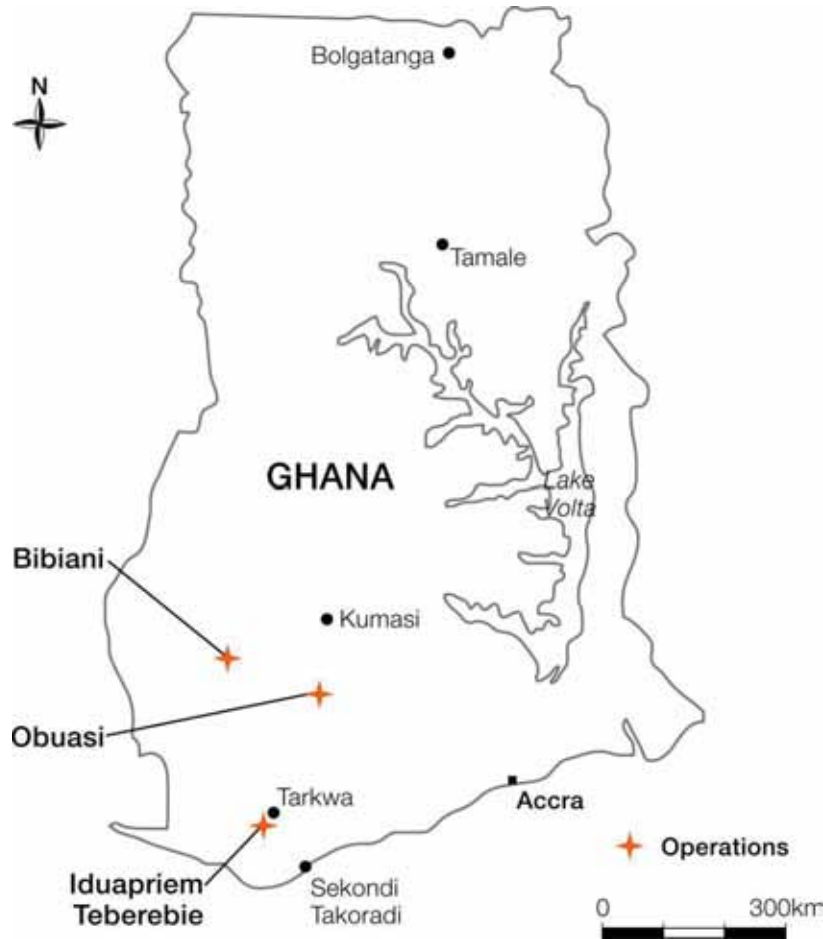 Bolgatanga
N
Tamale
GHANA
Lake
Volta
Bibiani
Kumasi
Obuasi
Tarkwa
Accra
Iduapriem
Teberebie
Sekondi
Takoradi
Operations
0 300km